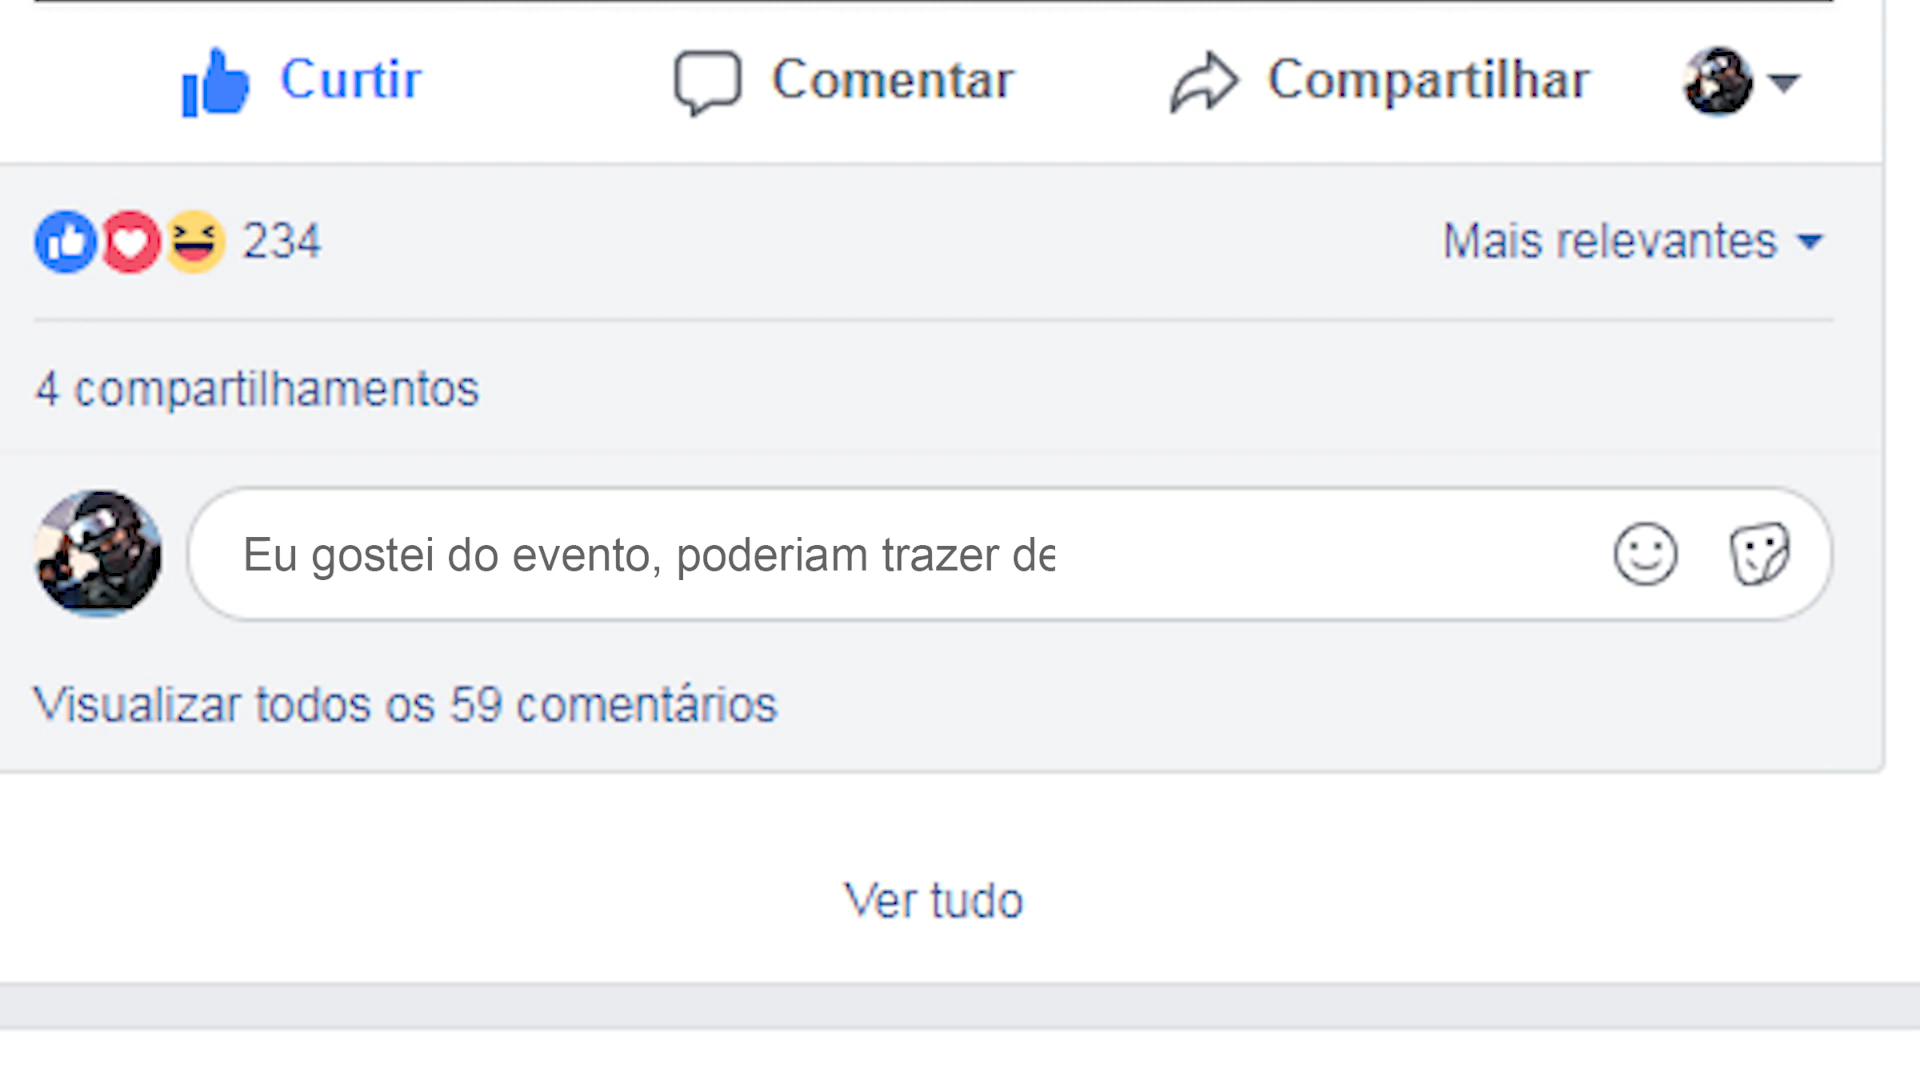 Curtir Comentar Compartilhar
234 Mais relevantes
4 compartilhamentos
Eu gostei do evento, poderiam trazer de
Visualizar todos os 59 comentários
Ver tudo